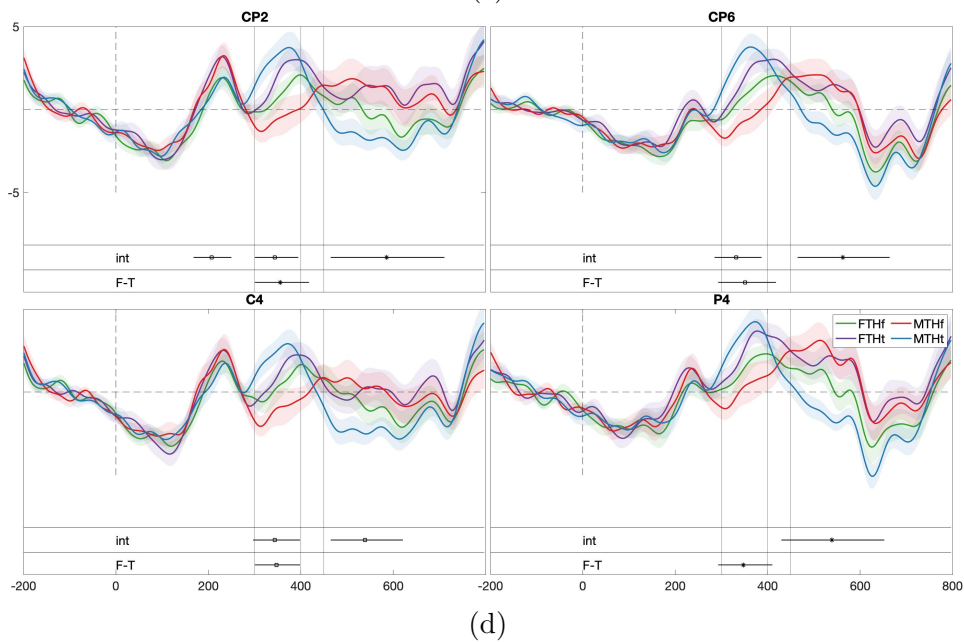 CP2
CP6
5
-5
int
int
F-T
F-T
C4
P4
FTHf
MTHf
FTHt
MTHt
int
int
F-T
F-T
-200
0
200
400
600
-200
0
200
400
600
800
(d)